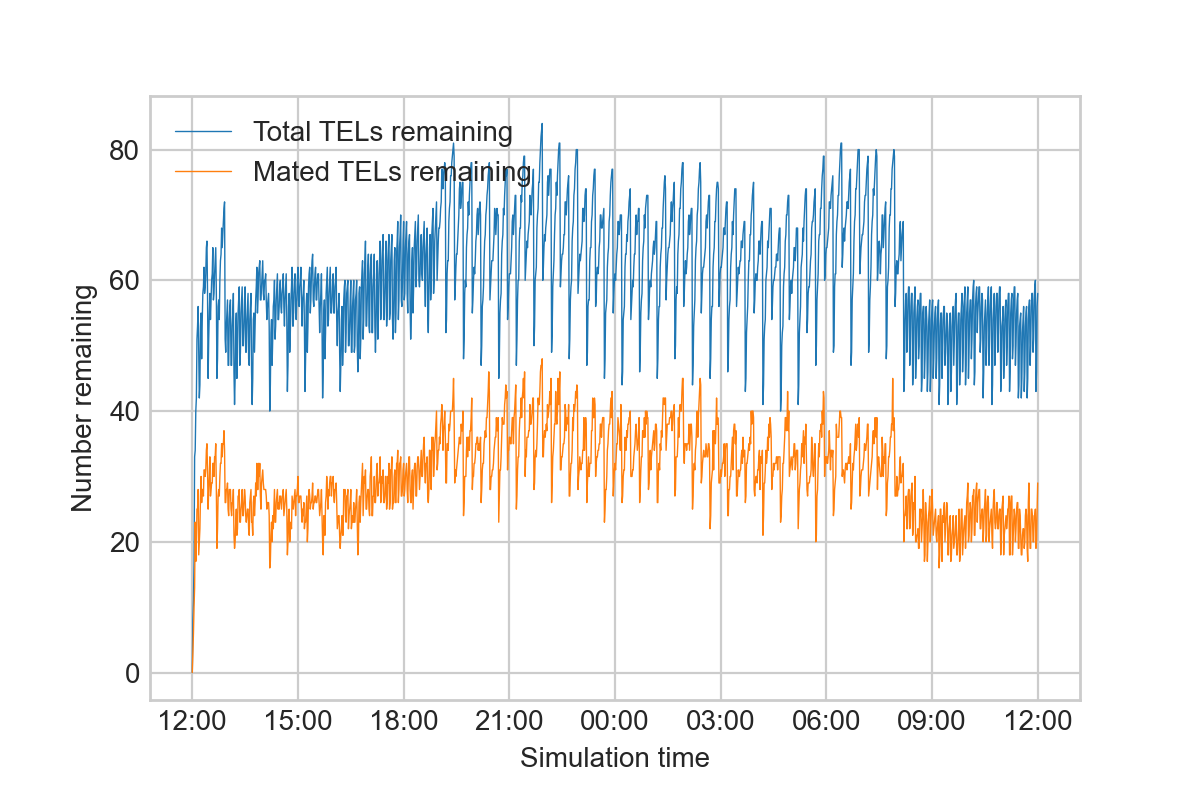 Total TELs remaining
Mated TELs remaining
80
60
40
20
0
Number remaining
12:00 15:00 18:00 21:00 00:00 03:00 06:00 09:00 12:00
Simulation time